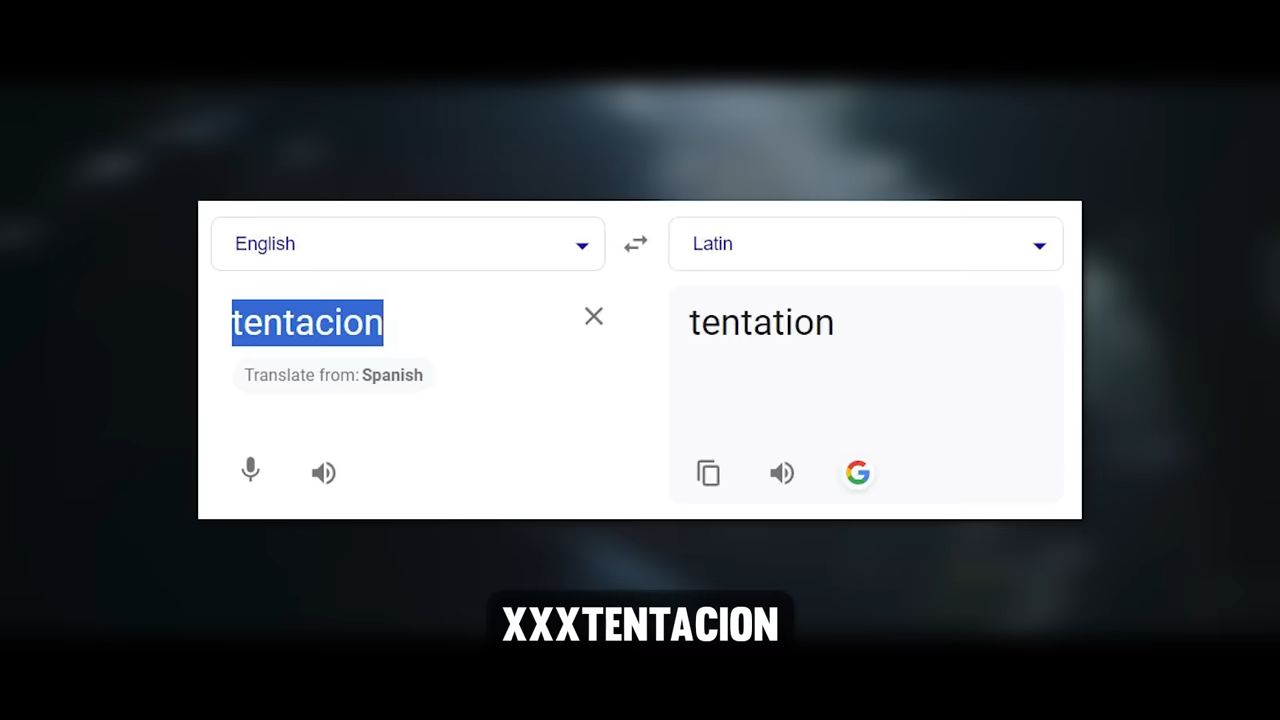 English
Latin
tentacion
tentation
Translate from: Spanish
XXXTENTACION